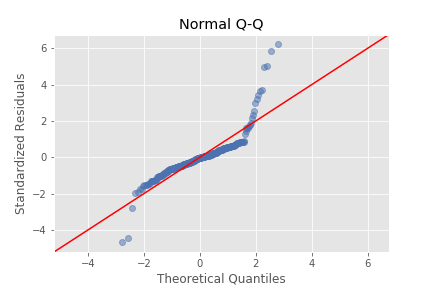 Normal Q-Q
6
4
2
0
−2
−4
−4 −2 0 2 4 6
Standardized Residuals
Theoretical Quantiles